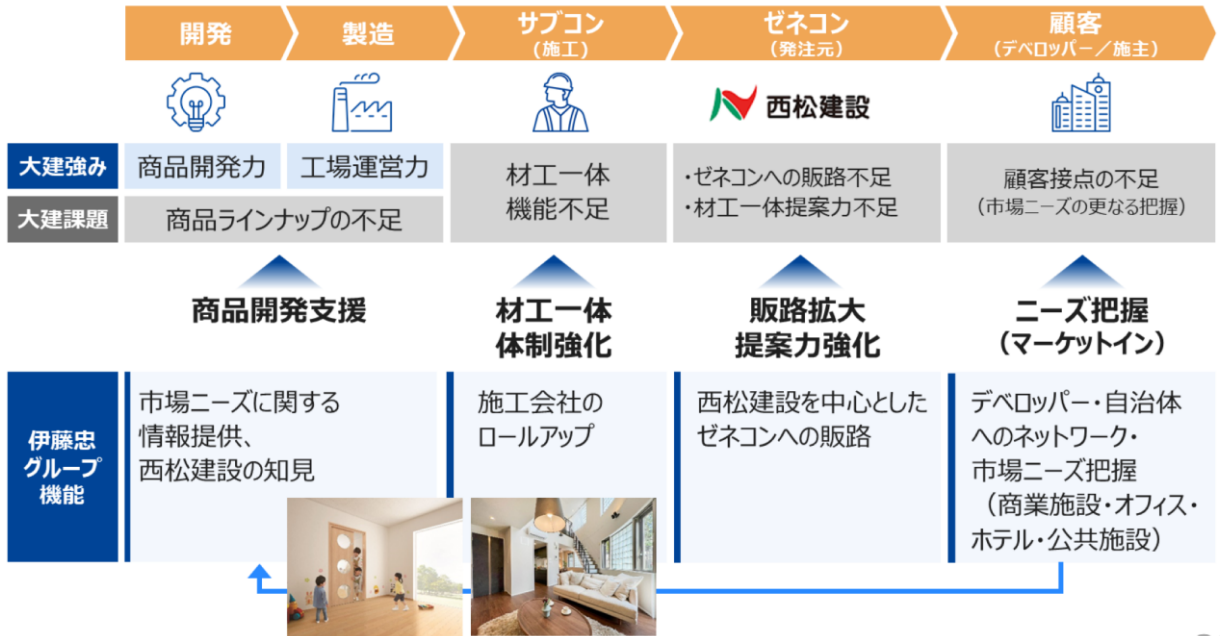 開発
製造
サブコン
(施工)
ゼネコン
(発注元)
顧客
(デベロッパー／施主)
西松建設
大建強み
商品開発力
工場運営力
大建課題
商品ラインナップの不足
材工一体
機能不足
・ゼネコンへの販路不足
・材工一体提案力不足
顧客接点の不足
(市場ニーズの更なる把握)
商品開発支援
材工一体
体制強化
販路拡大
提案力強化
ニーズ把握
(マーケットイン)
伊藤忠
グループ
機能
市場ニーズに関する
情報提供、
西松建設の知見
施工会社の
ロールアップ
西松建設を中心とした
ゼネコンへの販路
デベロッパー・自治体
へのネットワーク・
市場ニーズ把握
（商業施設・オフィス・
ホテル・公共施設）